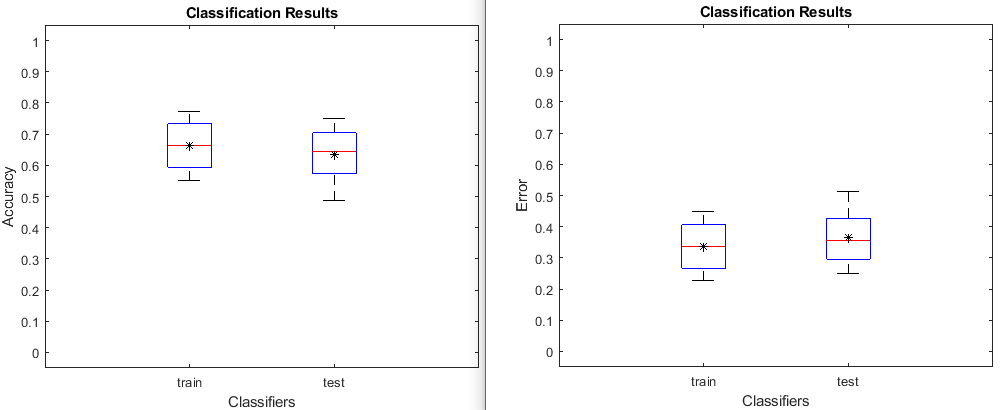 Classification Results
Accuracy
1
0.9
0.8
0.7
0.6
0.5
0.4
0.3
0.2
0.1
0
train
test
Classifiers
Classification Results
Error
1
0.9
0.8
0.7
0.6
0.5
0.4
0.3
0.2
0.1
0
train
test
Classifiers